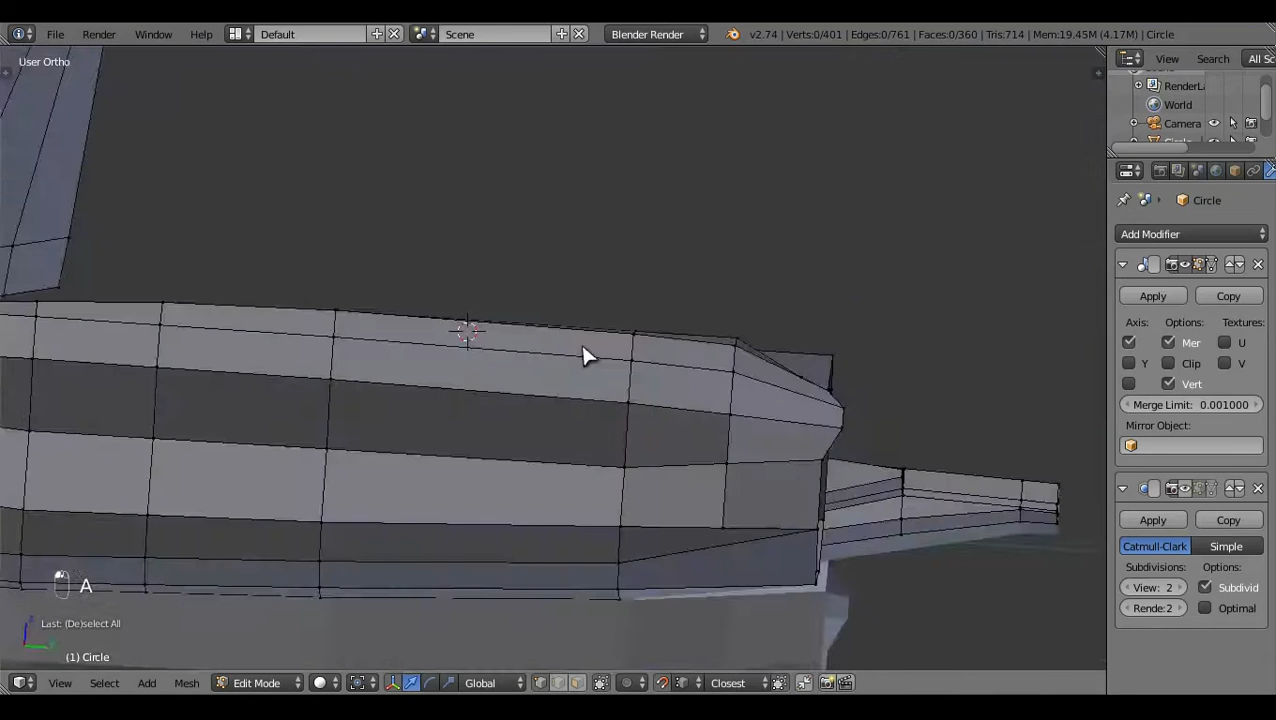 File Render Window Help Default Scene Blender Render v2.74 | Verts:0/401 | Edges:0/761 | Faces:0/360 | Tris:714 | Mem:19.45M (4.17M) | Circle
User Ortho
View Search All Sc
RenderLa
World
Camera
Circle
Add Modifier
Apply Copy
Axis: Options: Textures:
Mer U
Y Clip V
Vert
Merge Limit: 0.001000
Mirror Object:
Apply Copy
Catmull-Clark Simple
Subdivisions: Options:
View: 2 Subdivid
Rende:2 Optimal
A
Last: (De)select All
(1) Circle
View Select Add Mesh Edit Mode Global Closest